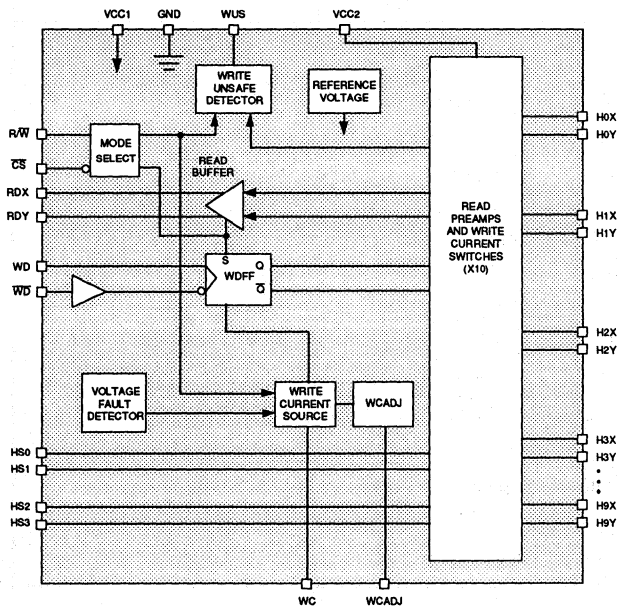 VCC1 GND WUS VCC2
WRITE
UNSAFE
DETECTOR
REFERENCE
VOLTAGE
R/W̅
MODE
SELECT
C̅S̅
READ
BUFFER
RDX
RDY
H0X
H0Y
READ
PREAMPS
AND WRITE
CURRENT
SWITCHES
(X10)
H1X
H1Y
S
WD
WDFF
Q
W̅D̅
Q̅
H2X
H2Y
VOLTAGE
FAULT
DETECTOR
WRITE
CURRENT
SOURCE
WCADJ
HS0
HS1
HS2
HS3
H3X
H3Y
H9X
H9Y
WC WCADJ